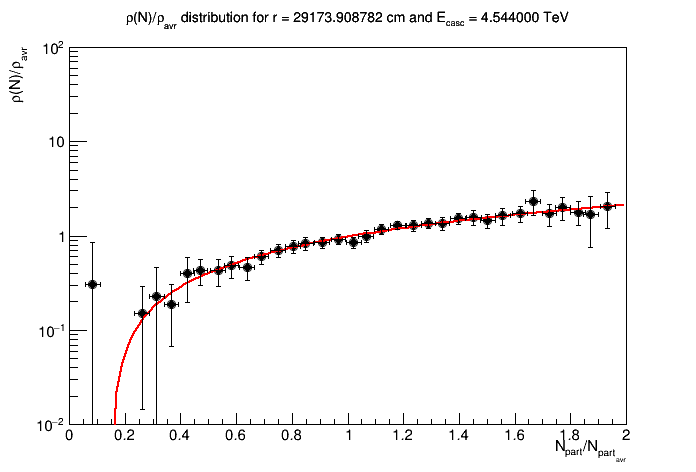 ρ(N)/ρavr distribution for r = 29173.908782 cm and Ecasc = 4.544000 TeV
ρ(N)/ρavr
10²
10
1
10⁻¹
10⁻²
0 0.2 0.4 0.6 0.8 1 1.2 1.4 1.6 1.8 2
Npart/Npartavr